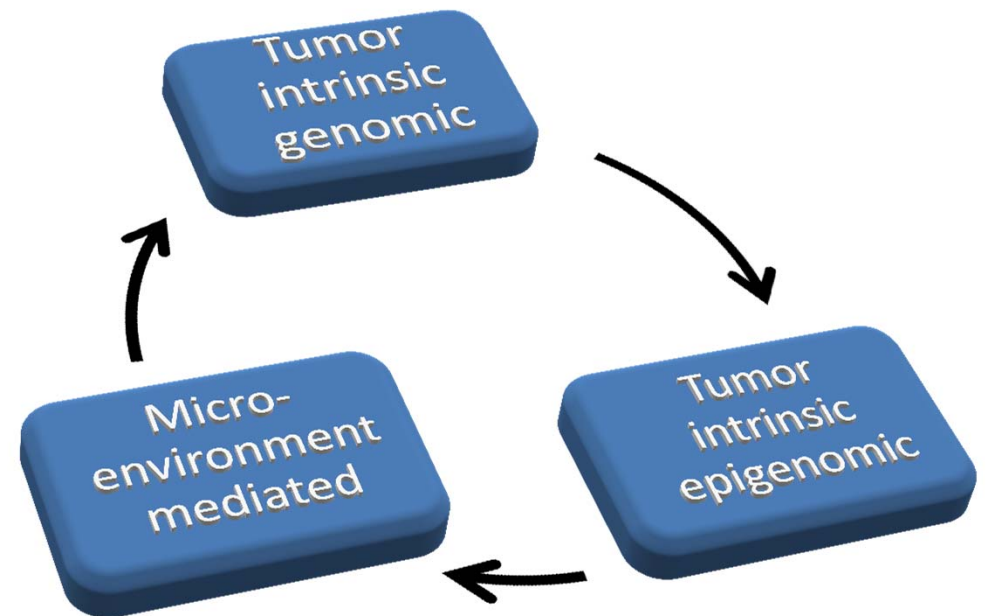 Tumor
intrinsic
genomic
Tumor
intrinsic
epigenomic
Micro-
environment
mediated